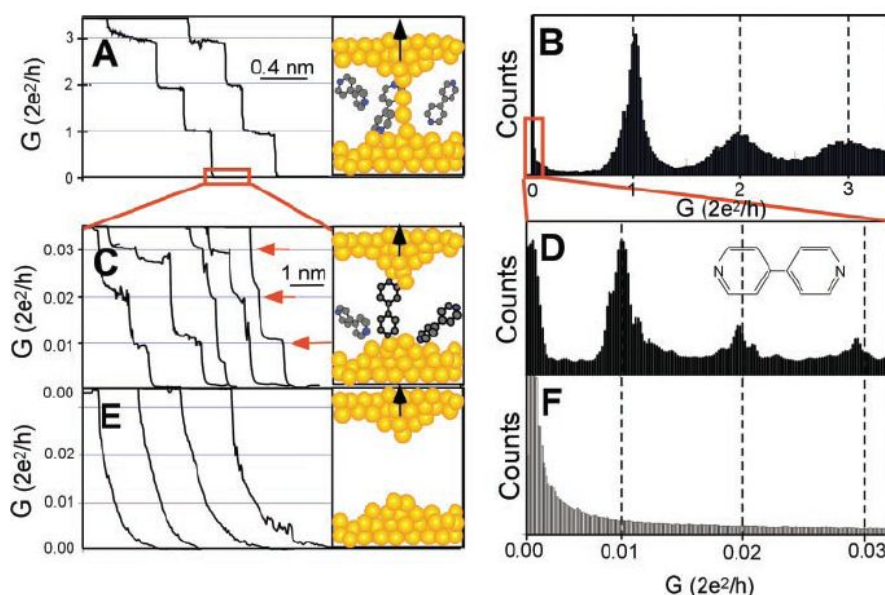 A
G (2e²/h)
3
2
1
0
0.4 nm
B
Counts
0
1
2
3
G (2e²/h)
C
G (2e²/h)
0.03
0.02
0.01
0.00
1 nm
D
Counts
N
N
E
G (2e²/h)
0.02
0.01
0.00
F
Counts
0.00
0.01
0.02
0.03
G (2e²/h)